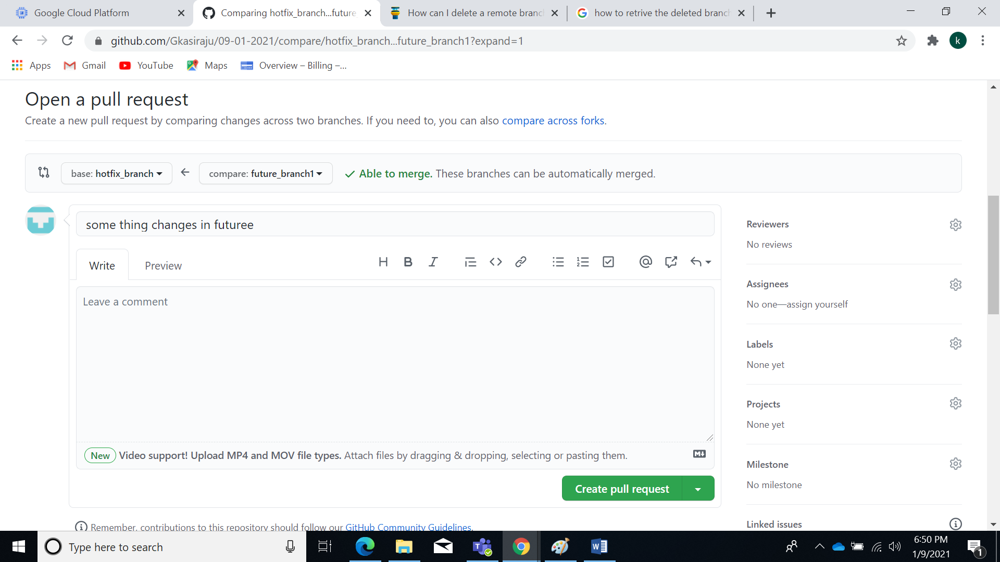 Google Cloud Platform
Comparing hotfix_branch...future
How can I delete a remote branc
how to retrive the deleted branch
github.com/Gkasiraju/09-01-2021/compare/hotfix_branch...future_branch1?expand=1
k
Apps
Gmail
YouTube
Maps
Overview – Billing –...
Open a pull request
Create a new pull request by comparing changes across two branches. If you need to, you can also compare across forks.
base: hotfix_branch
compare: future_branch1
Able to merge. These branches can be automatically merged.
some thing changes in futuree
Write
Preview
Leave a comment
New Video support! Upload MP4 and MOV file types. Attach files by dragging & dropping, selecting or pasting them.
Create pull request
Remember, contributions to this repository should follow our GitHub Community Guidelines.
Reviewers
No reviews
Assignees
No one—assign yourself
Labels
None yet
Projects
None yet
Milestone
No milestone
Linked issues
Type here to search
6:50 PM
1/9/2021
1